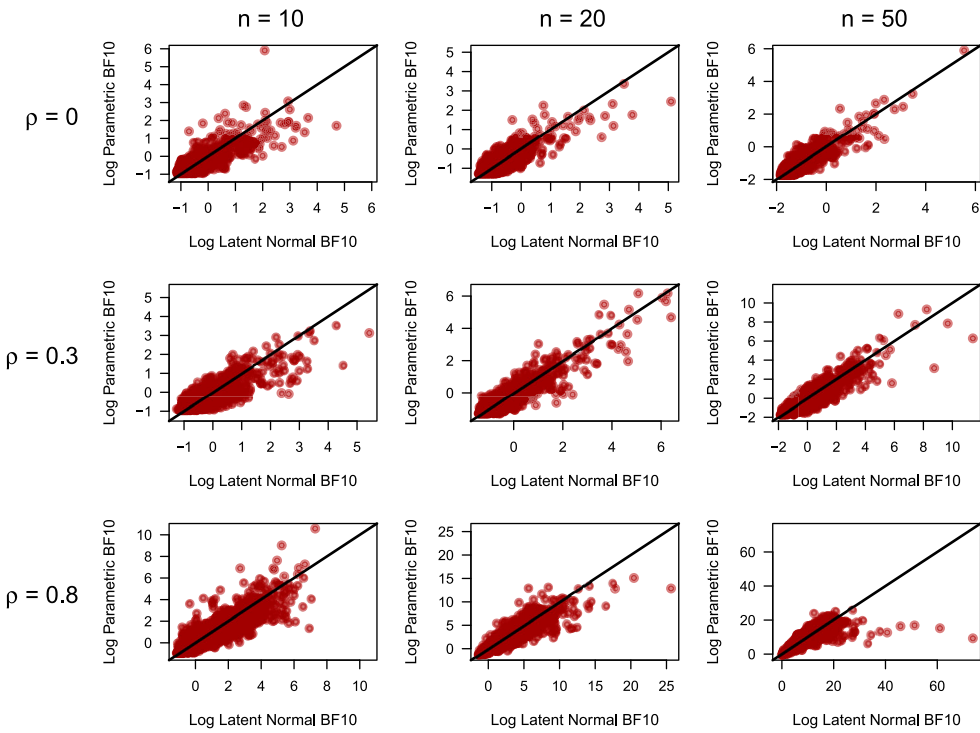 n = 10 n = 20 n = 50
ρ = 0
Log Parametric BF10
6
5
4
3
2
1
0
−1
−1 0 1 2 3 4 5 6
Log Latent Normal BF10
Log Parametric BF10
5
4
3
2
1
0
−1
−1 0 1 2 3 4 5
Log Latent Normal BF10
Log Parametric BF10
6
4
2
0
−2
−2 0 2 4 6
Log Latent Normal BF10
ρ = 0.3
Log Parametric BF10
5
4
3
2
1
0
−1
−1 0 1 2 3 4 5
Log Latent Normal BF10
Log Parametric BF10
6
4
2
0
0 2 4 6
Log Latent Normal BF10
Log Parametric BF10
10
8
6
4
2
0
−2
−2 0 2 4 6 8 10
Log Latent Normal BF10
ρ = 0.8
Log Parametric BF10
10
8
6
4
2
0
0 2 4 6 8 10
Log Latent Normal BF10
Log Parametric BF10
25
20
15
10
5
0
0 5 10 15 20 25
Log Latent Normal BF10
Log Parametric BF10
60
40
20
0
0 20 40 60
Log Latent Normal BF10